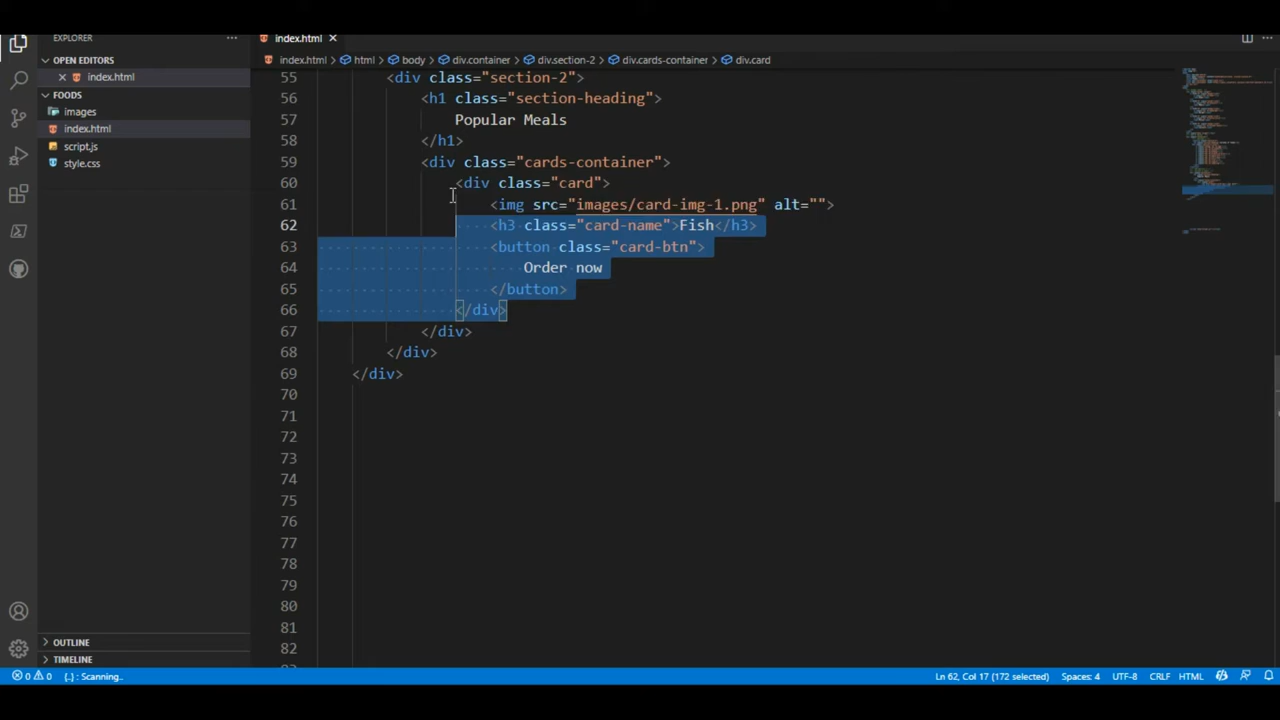 EXPLORER ...
index.html ×
OPEN EDITORS
× index.html
FOODS
images
index.html
script.js
style.css
OUTLINE
TIMELINE
index.html > html > body > div.container > div.section-2 > div.cards-container > div.card
55 <div class="section-2">
56 <h1 class="section-heading">
57 Popular Meals
58 </h1>
59 <div class="cards-container">
60 <div class="card">
61 <img src="images/card-img-1.png" alt="">
62 <h3 class="card-name">Fish</h3>
63 <button class="card-btn">
64 Order now
65 </button>
66 </div>
67 </div>
68 </div>
69 </div>
70
71
72
73
74
75
76
77
78
79
80
81
82
0 0 {..} : Scanning.. Ln 62, Col 17 (172 selected) Spaces: 4 UTF-8 CRLF HTML